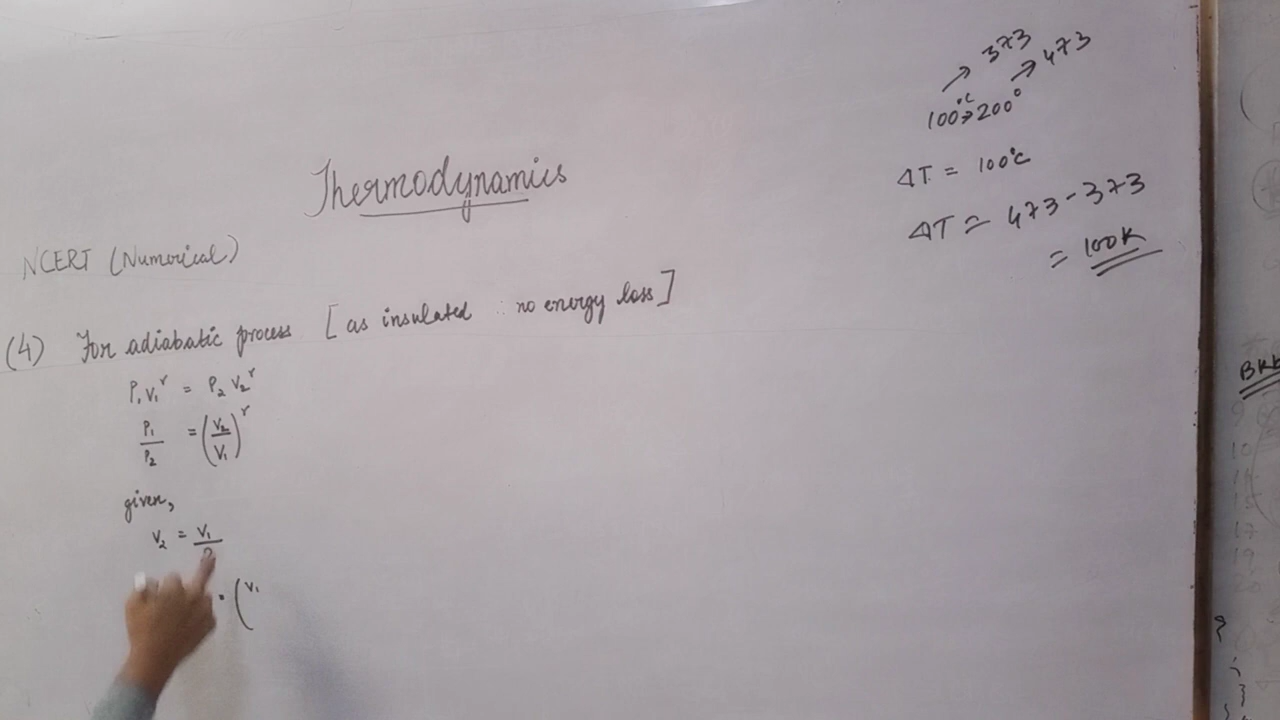 Thermodynamics
NCERT (Numerical)
(4) For adiabatic process [as insulated ∴ no energy loss]
P₁V₁^γ = P₂V₂^γ
P₁/P₂ = (V₂/V₁)^γ
given,
V₂ = V₁/
= (V₁
373
473
100°C → 200°
ΔT = 100°C
ΔT = 473 - 373
= 100K